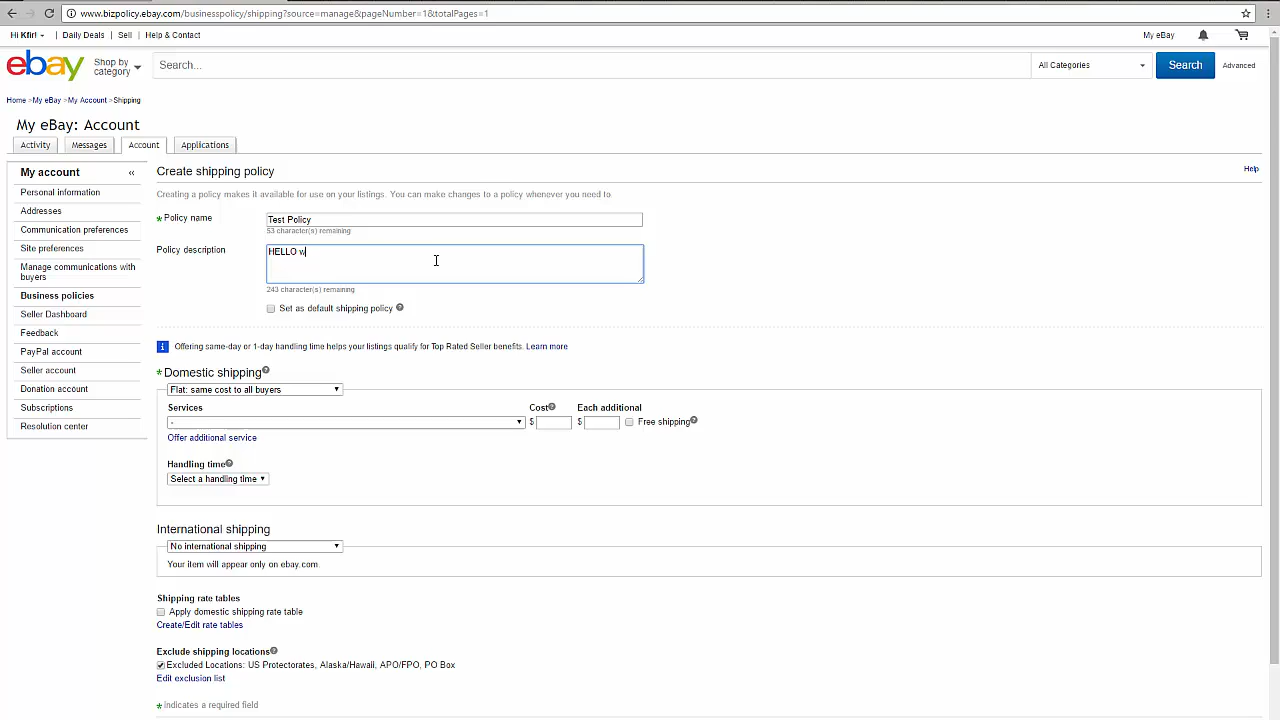 www.bizpolicy.ebay.com/businesspolicy/shipping?source=manage&pageNumber=1&totalPages=1
Hi Kfir! Daily Deals Sell Help & Contact My eBay
ebay Shop by category Search... All Categories Search Advanced
Home > My eBay > My Account > Shipping
My eBay: Account
Activity Messages Account Applications
My account «
Personal information
Addresses
Communication preferences
Site preferences
Manage communications with
buyers
Business policies
Seller Dashboard
Feedback
PayPal account
Seller account
Donation account
Subscriptions
Resolution center
Create shipping policy Help
Creating a policy makes it available for use on your listings. You can make changes to a policy whenever you need to
* Policy name Test Policy
53 character(s) remaining
Policy description HELLO w
243 character(s) remaining
Set as default shipping policy ?
i Offering same-day or 1-day handling time helps your listings qualify for Top Rated Seller benefits. Learn more
* Domestic shipping ?
Flat: same cost to all buyers
Services Cost ? Each additional
- $ $ Free shipping ?
Offer additional service
Handling time ?
Select a handling time
International shipping
No international shipping
Your item will appear only on ebay.com.
Shipping rate tables
Apply domestic shipping rate table
Create/Edit rate tables
Exclude shipping locations ?
Excluded Locations: US Protectorates, Alaska/Hawaii, APO/FPO, PO Box
Edit exclusion list
* indicates a required field